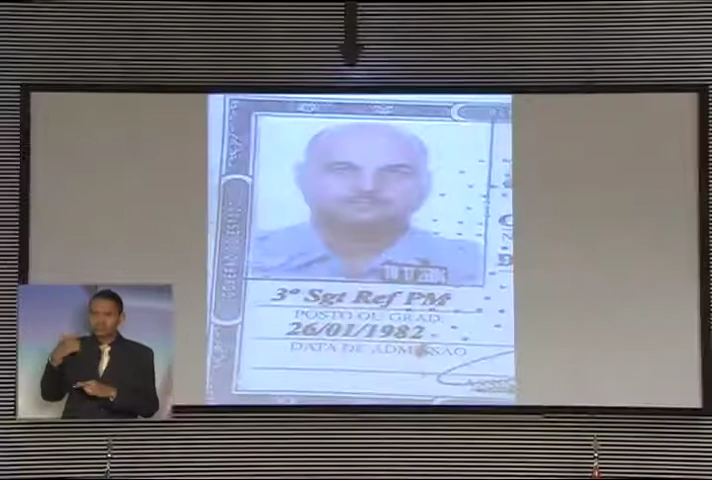 3º Sgt Ref PM
POSTO OU GRAD.
26/01/1982
DATA DE ADMISSÃO